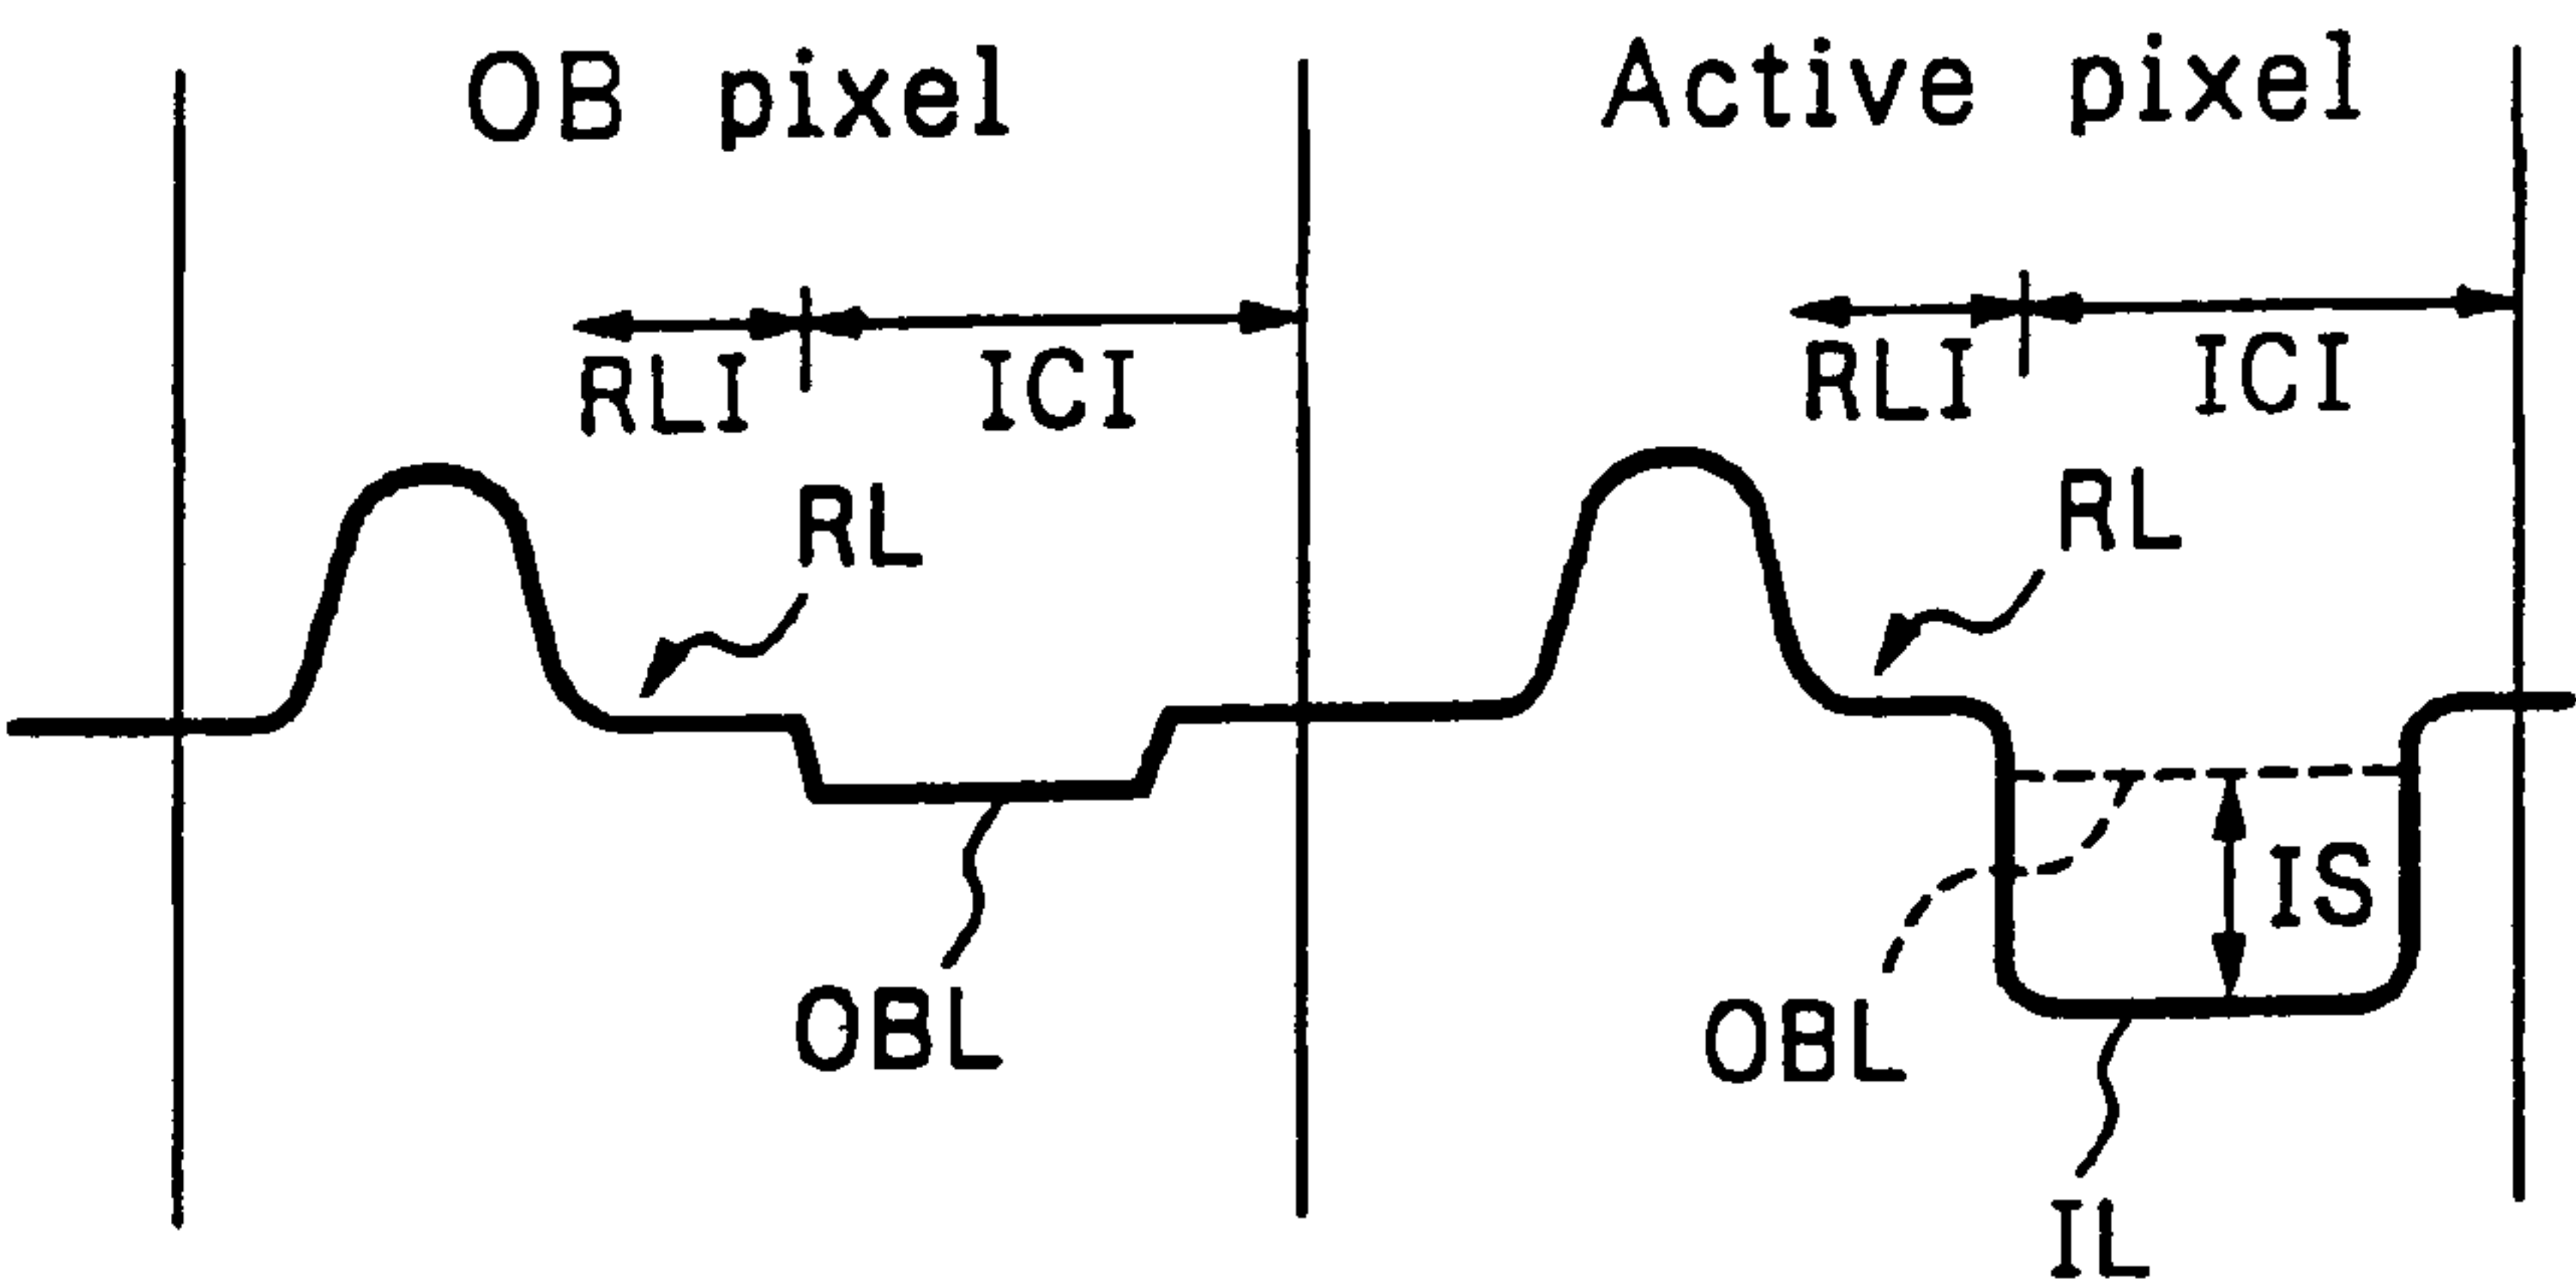 OB pixel
Active pixel
RLI
ICI
RLI
ICI
RL
RL
IS
OBL
OBL
IL